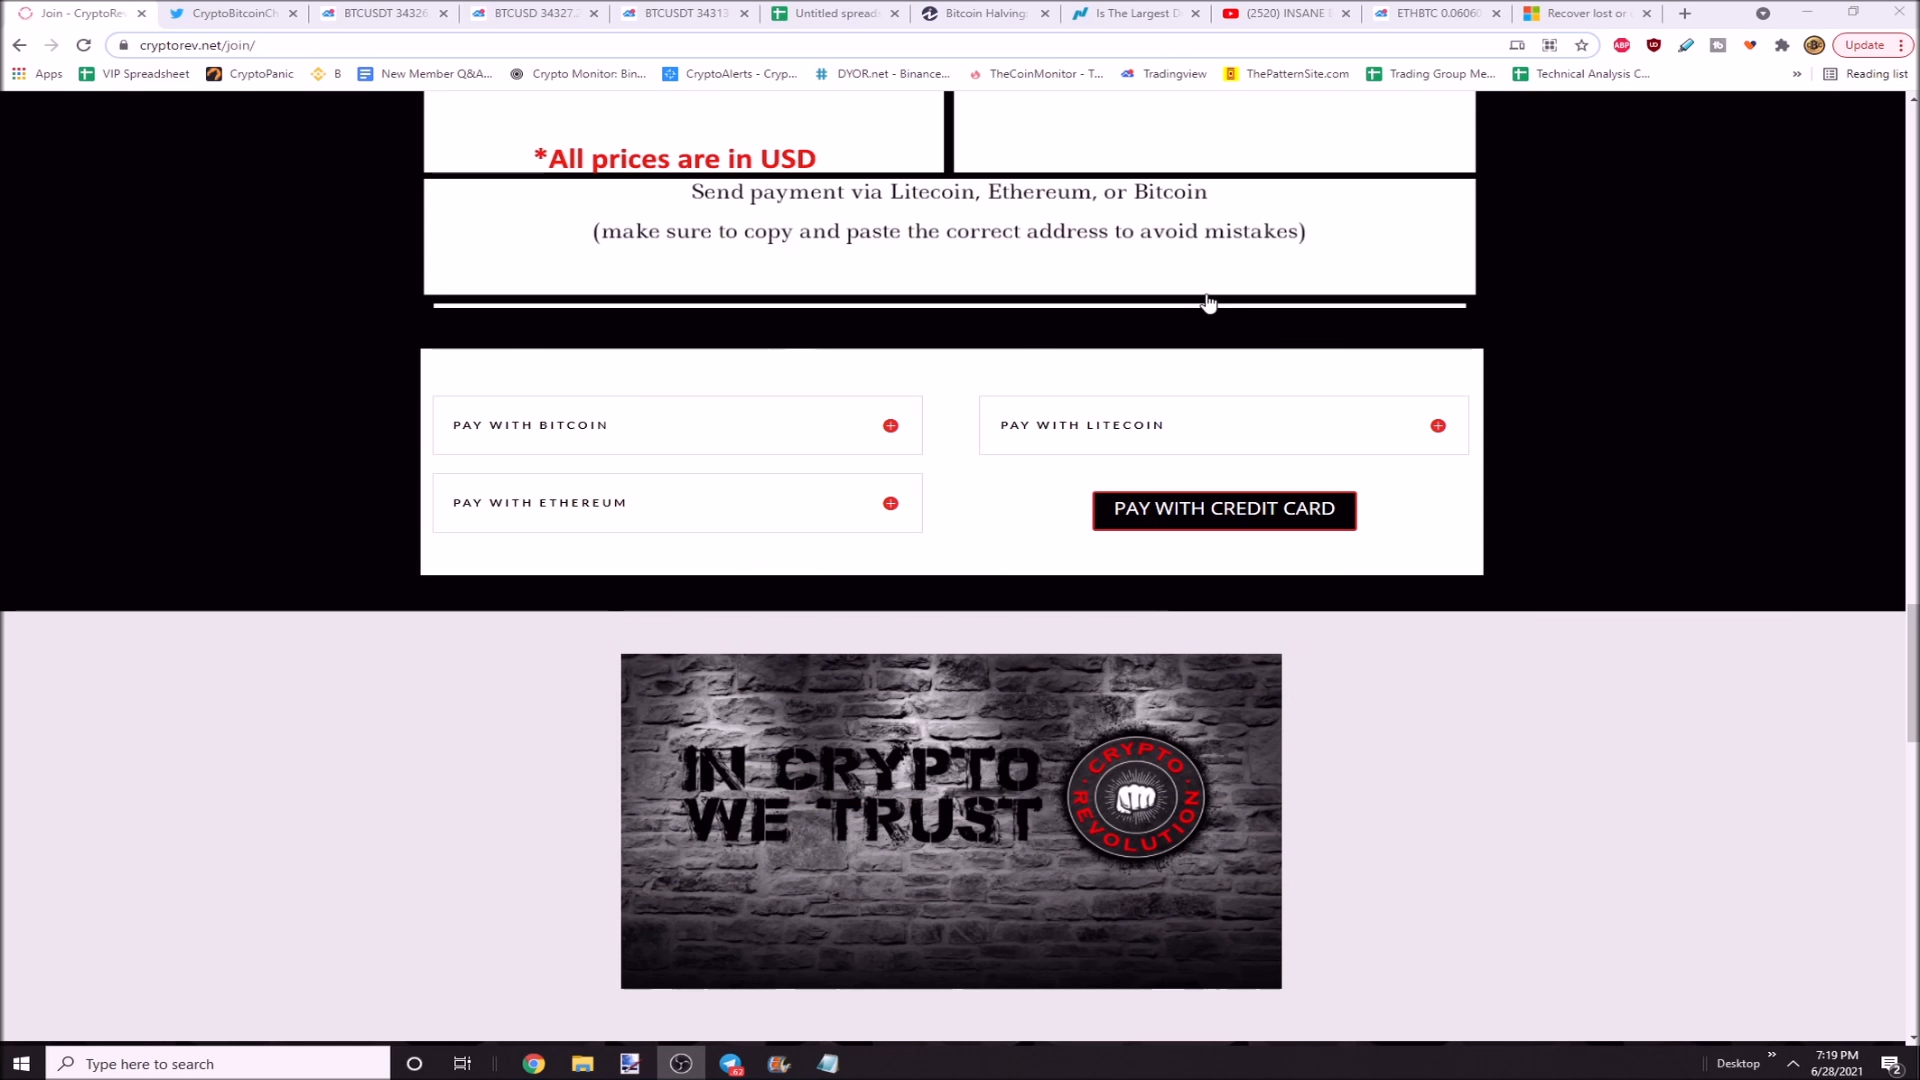 Join - CryptoRev
CryptoBitcoinCh
BTCUSDT 34326
BTCUSD 34327.
BTCUSDT 34313
Untitled spread
Bitcoin Halving
Is The Largest D
(2520) INSANE
ETHBTC 0.0606
Recover lost or
cryptorev.net/join/
Update
Apps
VIP Spreadsheet
CryptoPanic
B
New Member Q&A...
Crypto Monitor: Bin...
CryptoAlerts - Cryp...
DYOR.net - Binance...
TheCoinMonitor - T...
Tradingview
ThePatternSite.com
Trading Group Me...
Technical Analysis C...
»
Reading list
*All prices are in USD
Send payment via Litecoin, Ethereum, or Bitcoin
(make sure to copy and paste the correct address to avoid mistakes)
PAY WITH BITCOIN
PAY WITH LITECOIN
PAY WITH ETHEREUM
PAY WITH CREDIT CARD
IN CRYPTO
WE TRUST
CRYPTO
REVOLUTION
Type here to search
62
Desktop
»
7:19 PM
6/28/2021
2